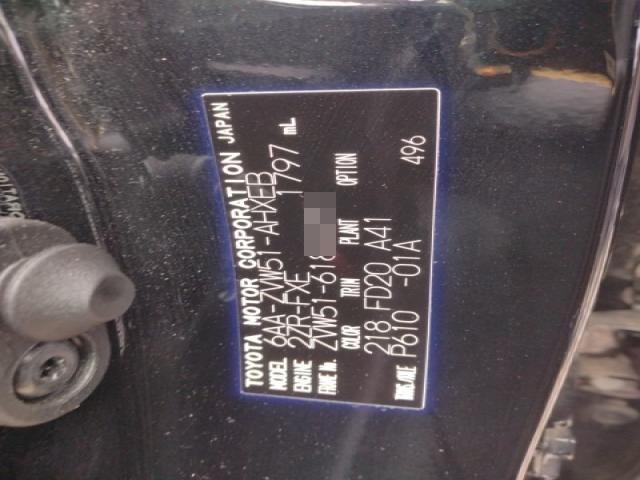 TOYOTA MOTOR CORPORATION JAPAN
MODEL 6AA-ZVW51-AHXEB
ENGINE 2ZR-FXE 1797 mL
FRAME No. ZVW51-618
COLOR TRIM PLANT OPTION
218 FD20 A41 496
TRANS/AXLE P610 -01A